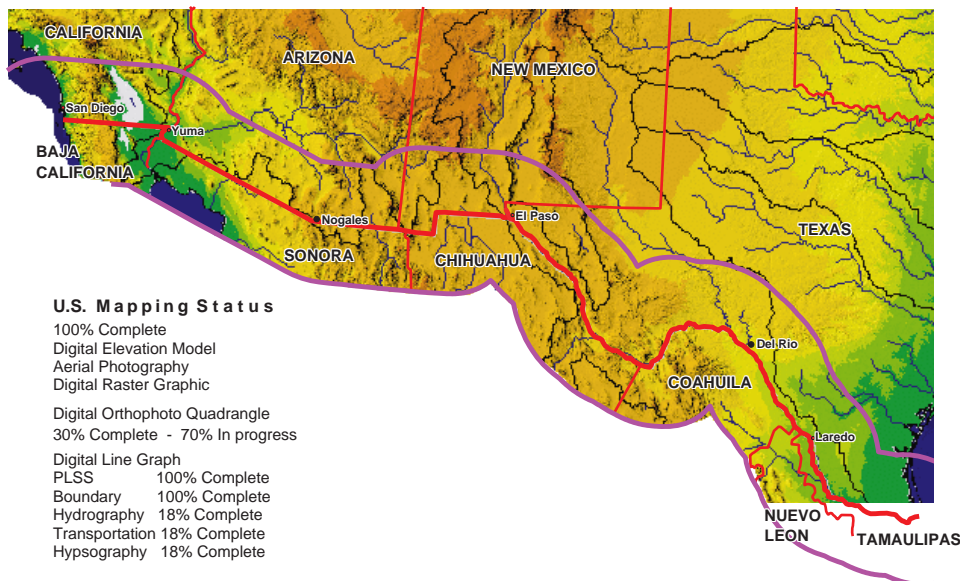 CALIFORNIA
ARIZONA
NEW MEXICO
San Diego
Yuma
BAJA
CALIFORNIA
Nogales
El Paso
TEXAS
SONORA
CHIHUAHUA
U.S. Mapping Status
100% Complete
Digital Elevation Model
Aerial Photography
Digital Raster Graphic
Digital Orthophoto Quadrangle
30% Complete - 70% In progress
Digital Line Graph
PLSS 100% Complete
Boundary 100% Complete
Hydrography 18% Complete
Transportation 18% Complete
Hypsography 18% Complete
Del Rio
COAHUILA
Laredo
NUEVO
LEON
TAMAULIPAS